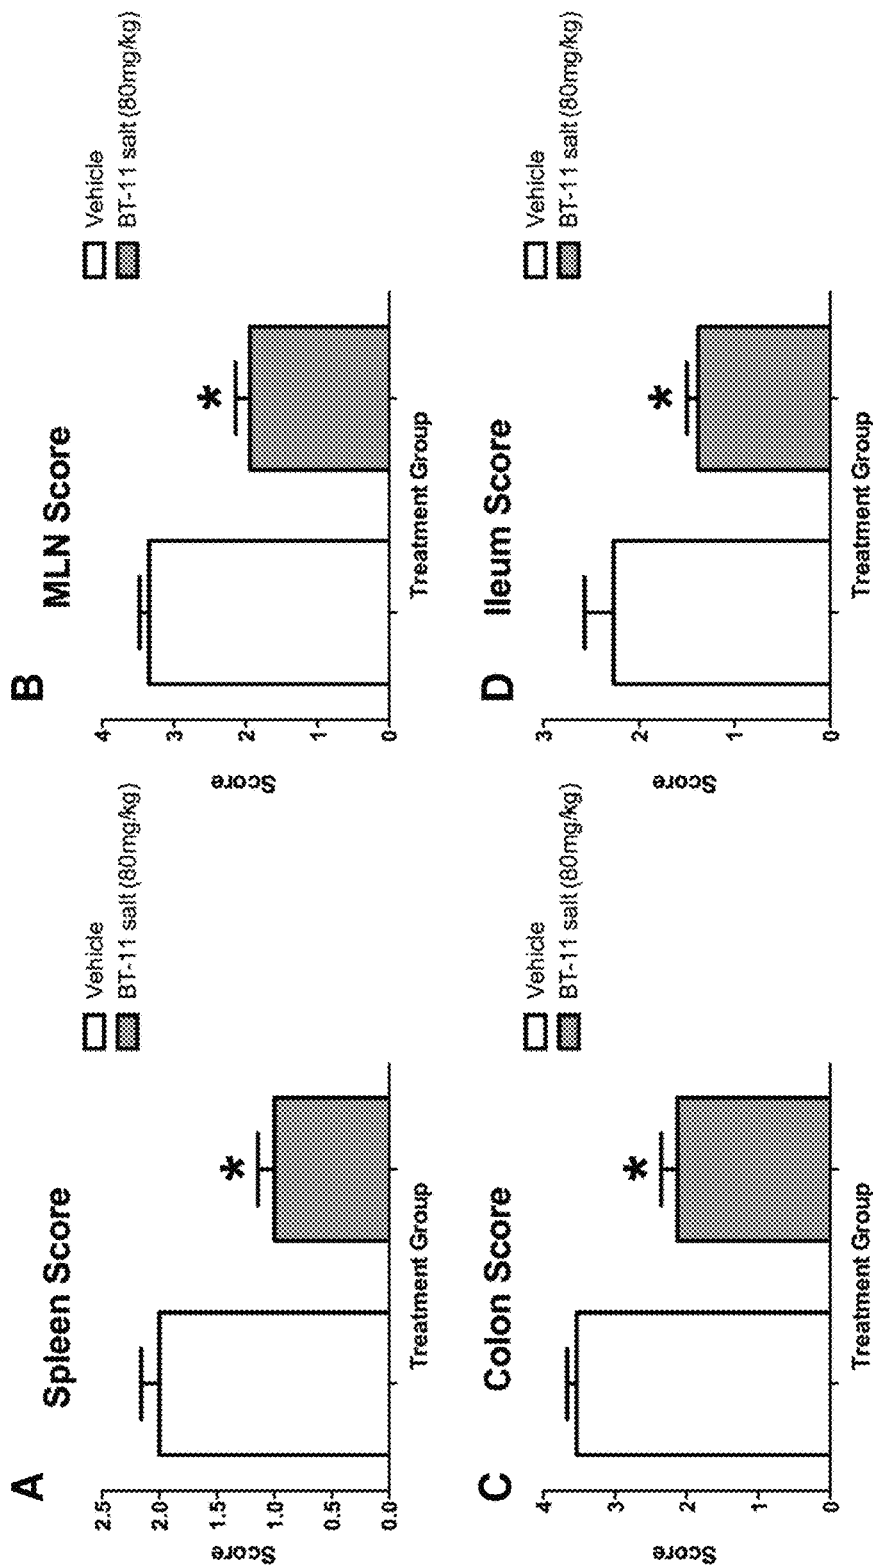 A
Spleen Score
Vehicle
BT-11 salt (80mg/kg)
Score
2.5
2.0
1.5
1.0
0.5
0.0
*
Treatment Group
B
MLN Score
Vehicle
BT-11 salt (80mg/kg)
Score
4
3
2
1
0
*
Treatment Group
C
Colon Score
Vehicle
BT-11 salt (80mg/kg)
Score
4
3
2
1
0
*
Treatment Group
D
Ileum Score
Vehicle
BT-11 salt (80mg/kg)
Score
3
2
1
0
*
Treatment Group